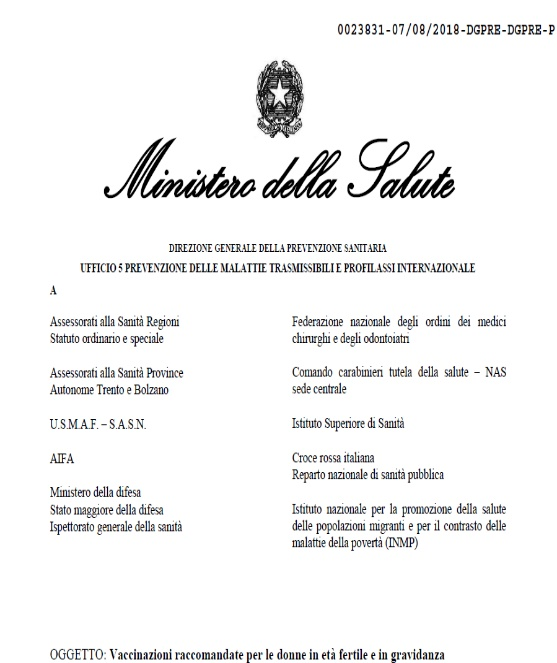 0023831-07/08/2018-DGPRE-DGPRE-P
Ministero della Salute
DIREZIONE GENERALE DELLA PREVENZIONE SANITARIA
UFFICIO 5 PREVENZIONE DELLE MALATTIE TRASMISSIBILI E PROFILASSI INTERNAZIONALE
A
Assessorati alla Sanità Regioni
Statuto ordinario e speciale
Assessorati alla Sanità Province
Autonome Trento e Bolzano
U.S.M.A.F. – S.A.S.N.
AIFA
Ministero della difesa
Stato maggiore della difesa
Ispettorato generale della sanità
Federazione nazionale degli ordini dei medici
chirurghi e degli odontoiatri
Comando carabinieri tutela della salute – NAS
sede centrale
Istituto Superiore di Sanità
Croce rossa italiana
Reparto nazionale di sanità pubblica
Istituto nazionale per la promozione della salute
delle popolazioni migranti e per il contrasto delle
malattie della povertà (INMP)
OGGETTO: Vaccinazioni raccomandate per le donne in età fertile e in gravidanza